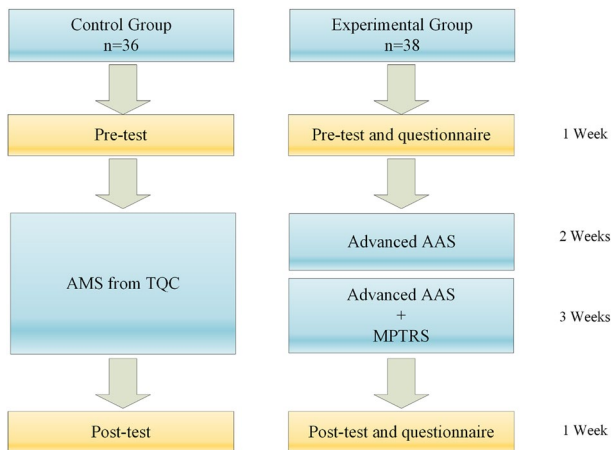 Control Group
n=36
Experimental Group
n=38
Pre-test
Pre-test and questionnaire
1 Week
AMS from TQC
Advanced AAS
2 Weeks
Advanced AAS
+
MPTRS
3 Weeks
Post-test
Post-test and questionnaire
1 Week